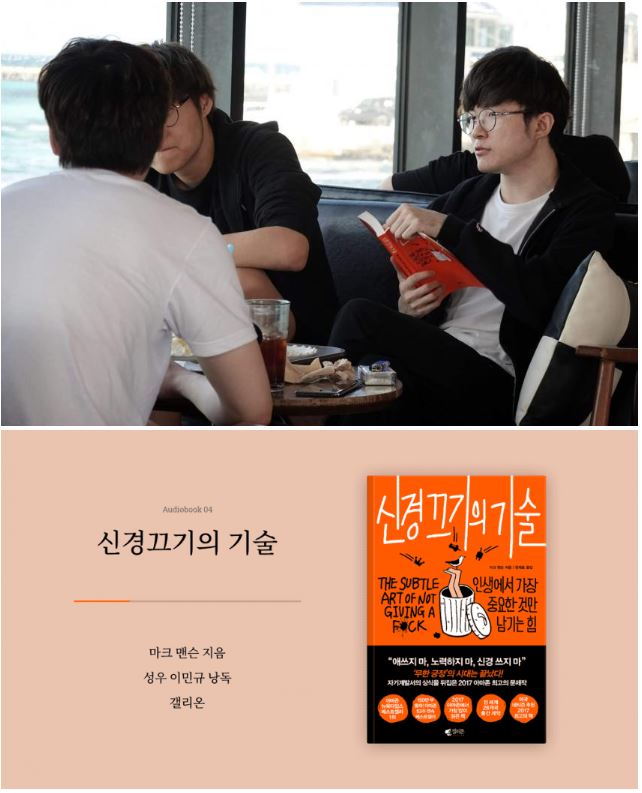 Audiobook 04
신경끄기의 기술
마크 맨슨 지음
성우 이민규 낭독
갤리온
신경끄기의 기술
THE SUBTLE
ART OF NOT
GIVING A
F CK
인생에서 가장
중요한 것만
남기는 힘
“애쓰지 마, 노력하지 마, 신경 쓰지 마”
'무한 긍정'의 시대는 끝났다!
자기계발서의 상식을 뒤집은 2017 아마존 최고의 문제작